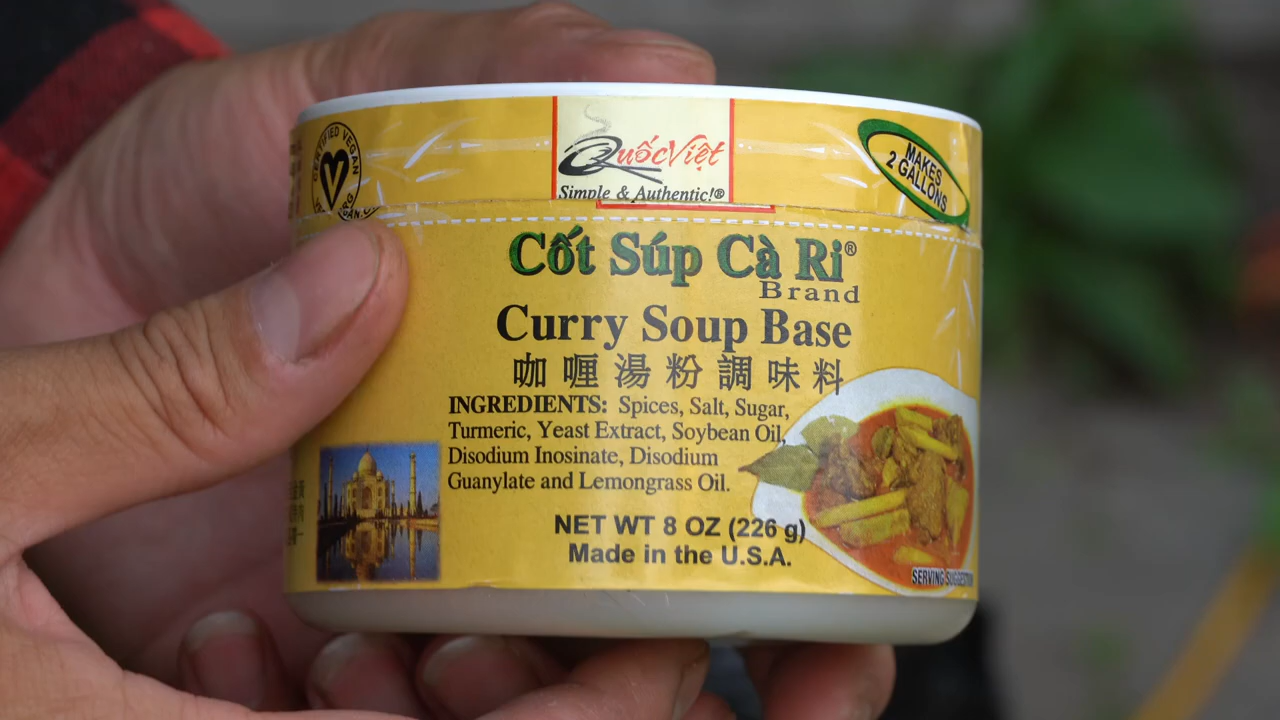 CERTIFIED VEGAN
QuốcViệt
Simple & Authentic!®
MAKES
2 GALLONS
Cốt Súp Cà Ri®
Brand
Curry Soup Base
咖喱湯粉調味料
INGREDIENTS: Spices, Salt, Sugar,
Turmeric, Yeast Extract, Soybean Oil,
Disodium Inosinate, Disodium
Guanylate and Lemongrass Oil.
NET WT 8 OZ (226 g)
Made in the U.S.A.
SERVING